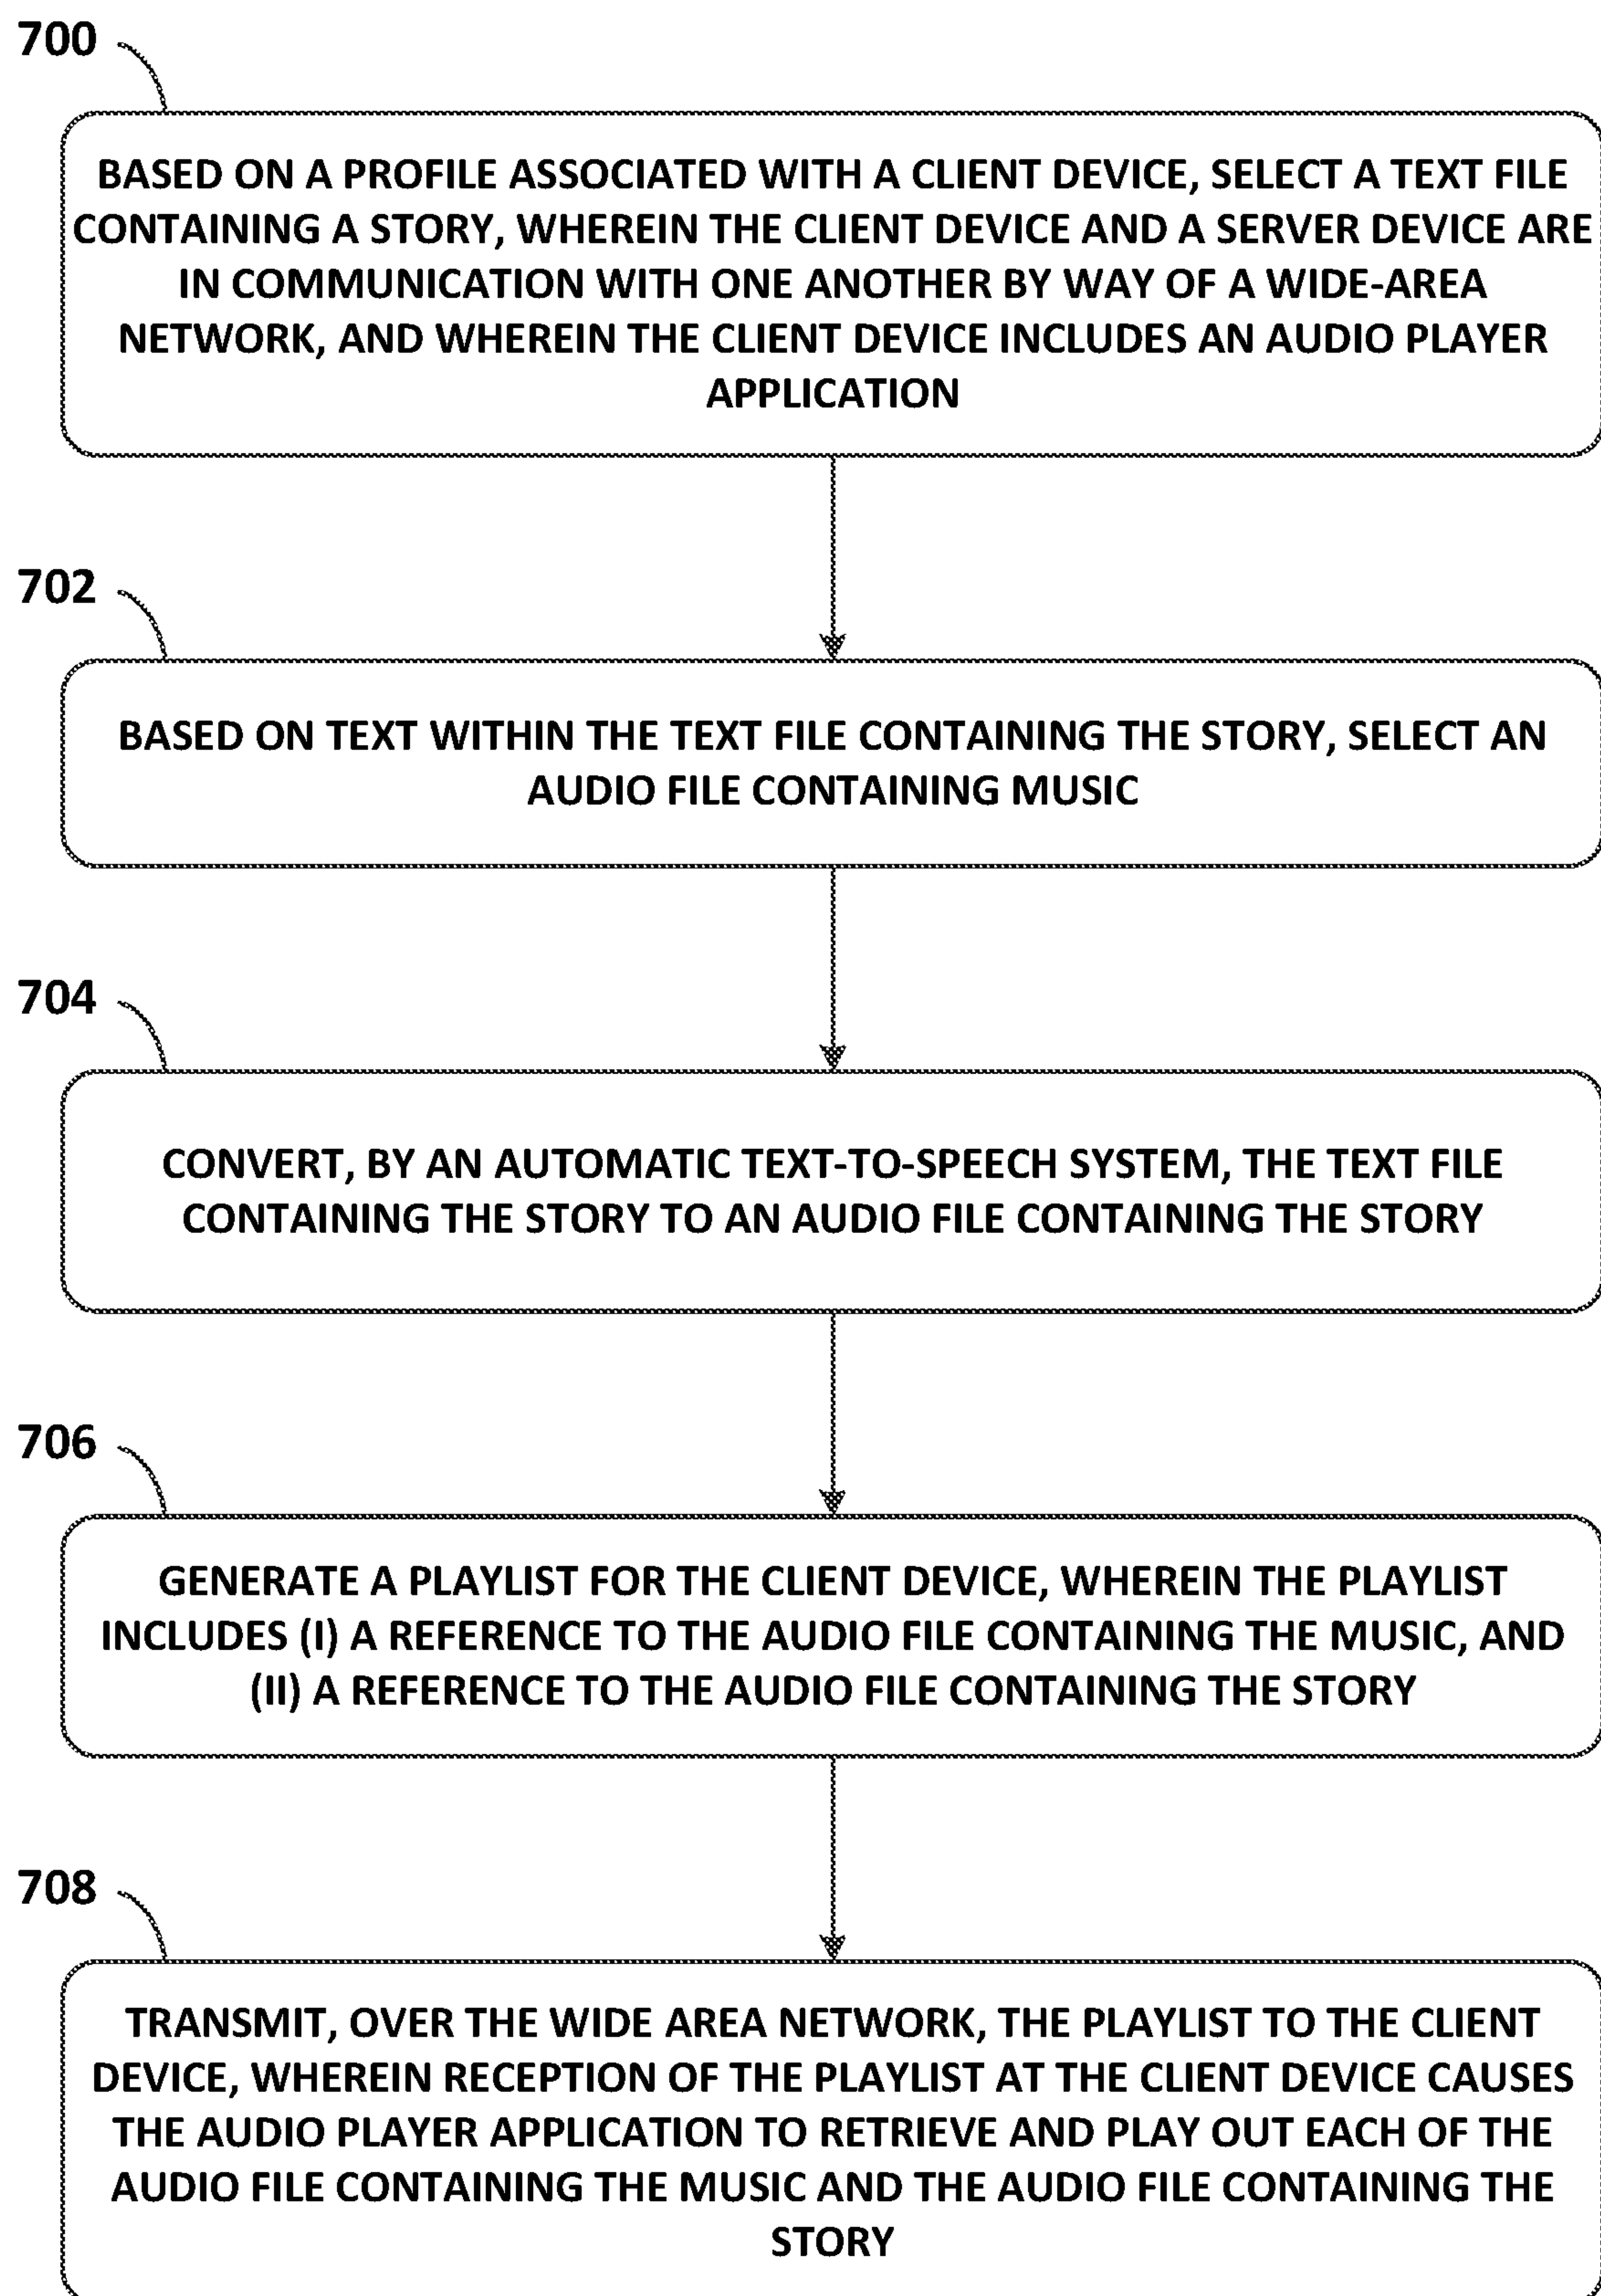 700
BASED ON A PROFILE ASSOCIATED WITH A CLIENT DEVICE, SELECT A TEXT FILE
CONTAINING A STORY, WHEREIN THE CLIENT DEVICE AND A SERVER DEVICE ARE
IN COMMUNICATION WITH ONE ANOTHER BY WAY OF A WIDE-AREA
NETWORK, AND WHEREIN THE CLIENT DEVICE INCLUDES AN AUDIO PLAYER
APPLICATION
702
BASED ON TEXT WITHIN THE TEXT FILE CONTAINING THE STORY, SELECT AN
AUDIO FILE CONTAINING MUSIC
704
CONVERT, BY AN AUTOMATIC TEXT-TO-SPEECH SYSTEM, THE TEXT FILE
CONTAINING THE STORY TO AN AUDIO FILE CONTAINING THE STORY
706
GENERATE A PLAYLIST FOR THE CLIENT DEVICE, WHEREIN THE PLAYLIST
INCLUDES (I) A REFERENCE TO THE AUDIO FILE CONTAINING THE MUSIC, AND
(II) A REFERENCE TO THE AUDIO FILE CONTAINING THE STORY
708
TRANSMIT, OVER THE WIDE AREA NETWORK, THE PLAYLIST TO THE CLIENT
DEVICE, WHEREIN RECEPTION OF THE PLAYLIST AT THE CLIENT DEVICE CAUSES
THE AUDIO PLAYER APPLICATION TO RETRIEVE AND PLAY OUT EACH OF THE
AUDIO FILE CONTAINING THE MUSIC AND THE AUDIO FILE CONTAINING THE
STORY